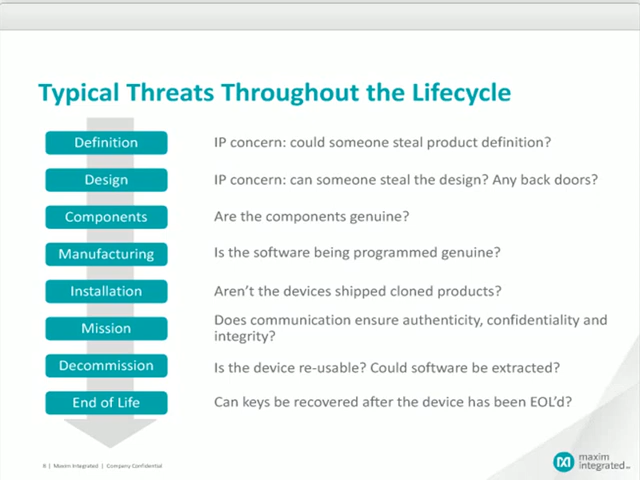 Typical Threats Throughout the Lifecycle
Definition
IP concern: could someone steal product definition?
Design
IP concern: can someone steal the design? Any back doors?
Components
Are the components genuine?
Manufacturing
Is the software being programmed genuine?
Installation
Aren't the devices shipped cloned products?
Mission
Does communication ensure authenticity, confidentiality and
integrity?
Decommission
Is the device re-usable? Could software be extracted?
End of Life
Can keys be recovered after the device has been EOL'd?
8 | Maxim Integrated | Company Confidential
maxim
integrated